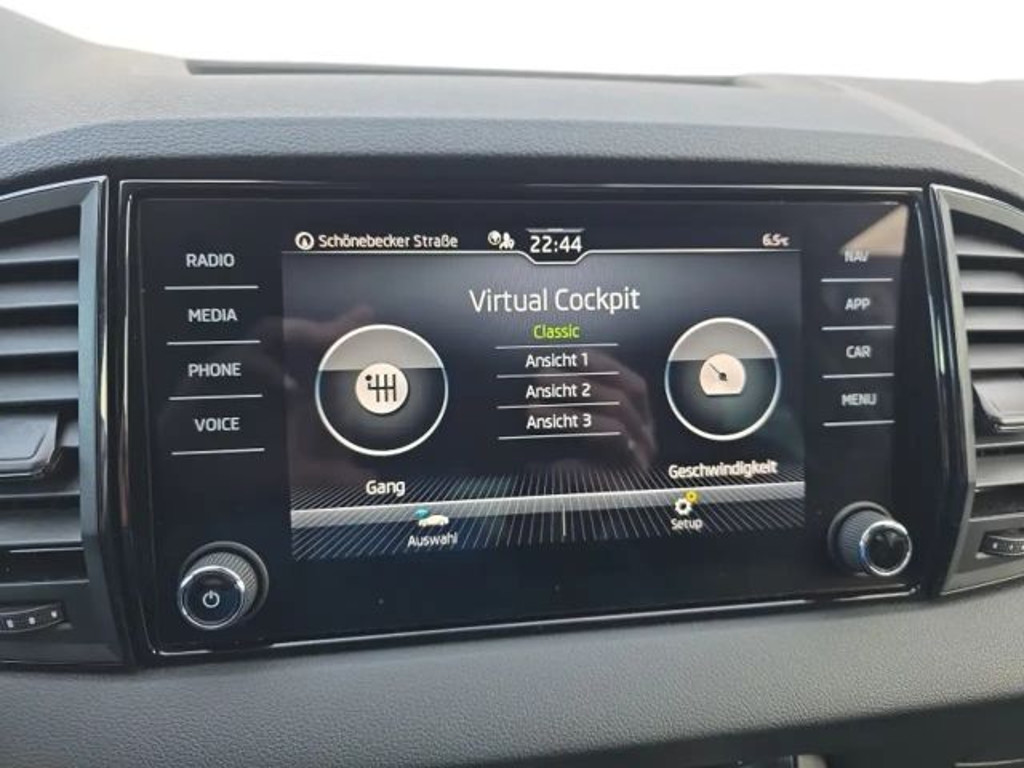 Schönebecker Straße
22:44
6.5°C
RADIO
MEDIA
PHONE
VOICE
Virtual Cockpit
Classic
Ansicht 1
Ansicht 2
Ansicht 3
Gang
Geschwindigkeit
Auswahl
Setup
NAV
APP
CAR
MENU